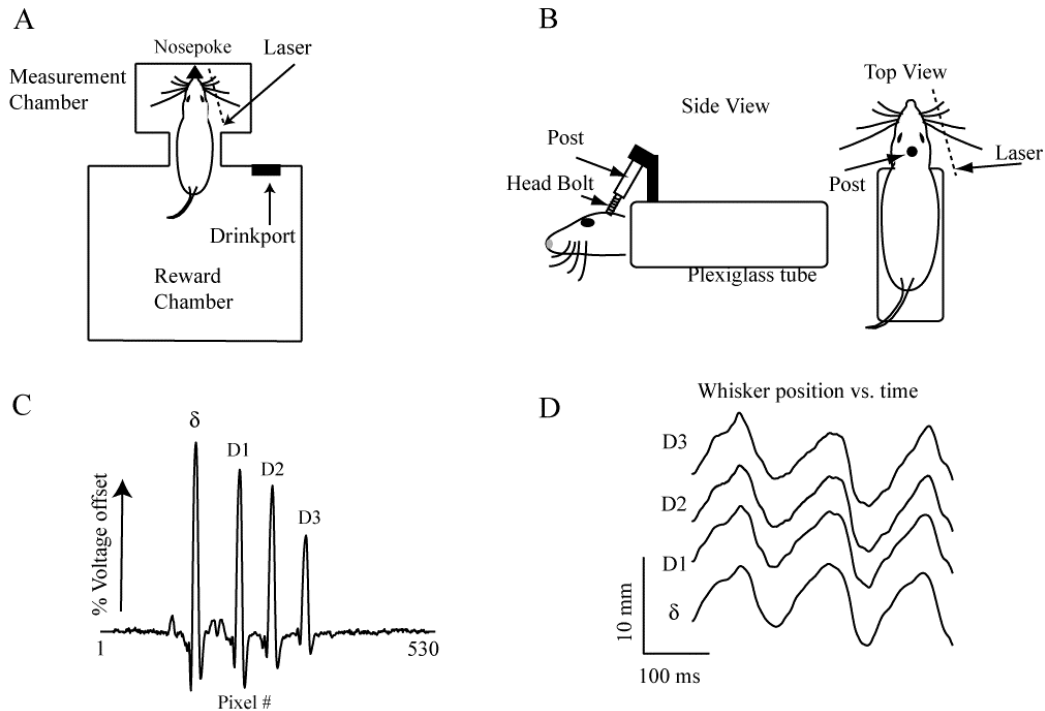 A
Nosepoke
Laser
Measurement
Chamber
Drinkport
Reward
Chamber
B
Side View
Top View
Post
Head Bolt
Laser
Post
Plexiglass tube
C
δ
D1
D2
D3
% Voltage offset
1
530
Pixel #
D
Whisker position vs. time
D3
D2
D1
δ
10 mm
100 ms